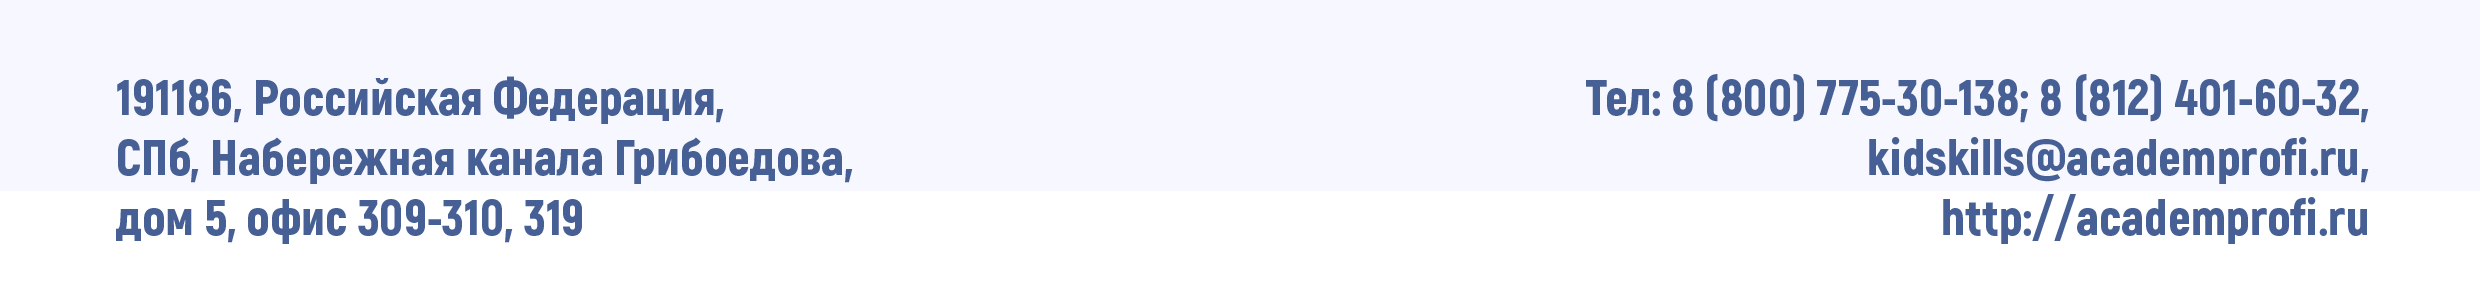 191186, Российская Федерация,
СПб, Набережная канала Грибоедова,
дом 5, офис 309-310, 319
Тел: 8 (800) 775-30-138; 8 (812) 401-60-32,
kidskills@academprofi.ru,
http://academprofi.ru